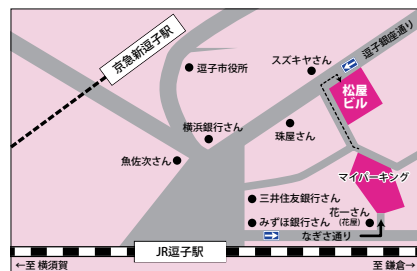 京急新逗子駅
逗子市役所
スズキヤさん
逗子銀座通り
松屋
ビル
横浜銀行さん
珠屋さん
魚佐次さん
マイパーキング
三井住友銀行さん
花一さん
みずほ銀行さん
(花屋)
なぎさ通り
JR逗子駅
←至 横須賀
至 鎌倉→